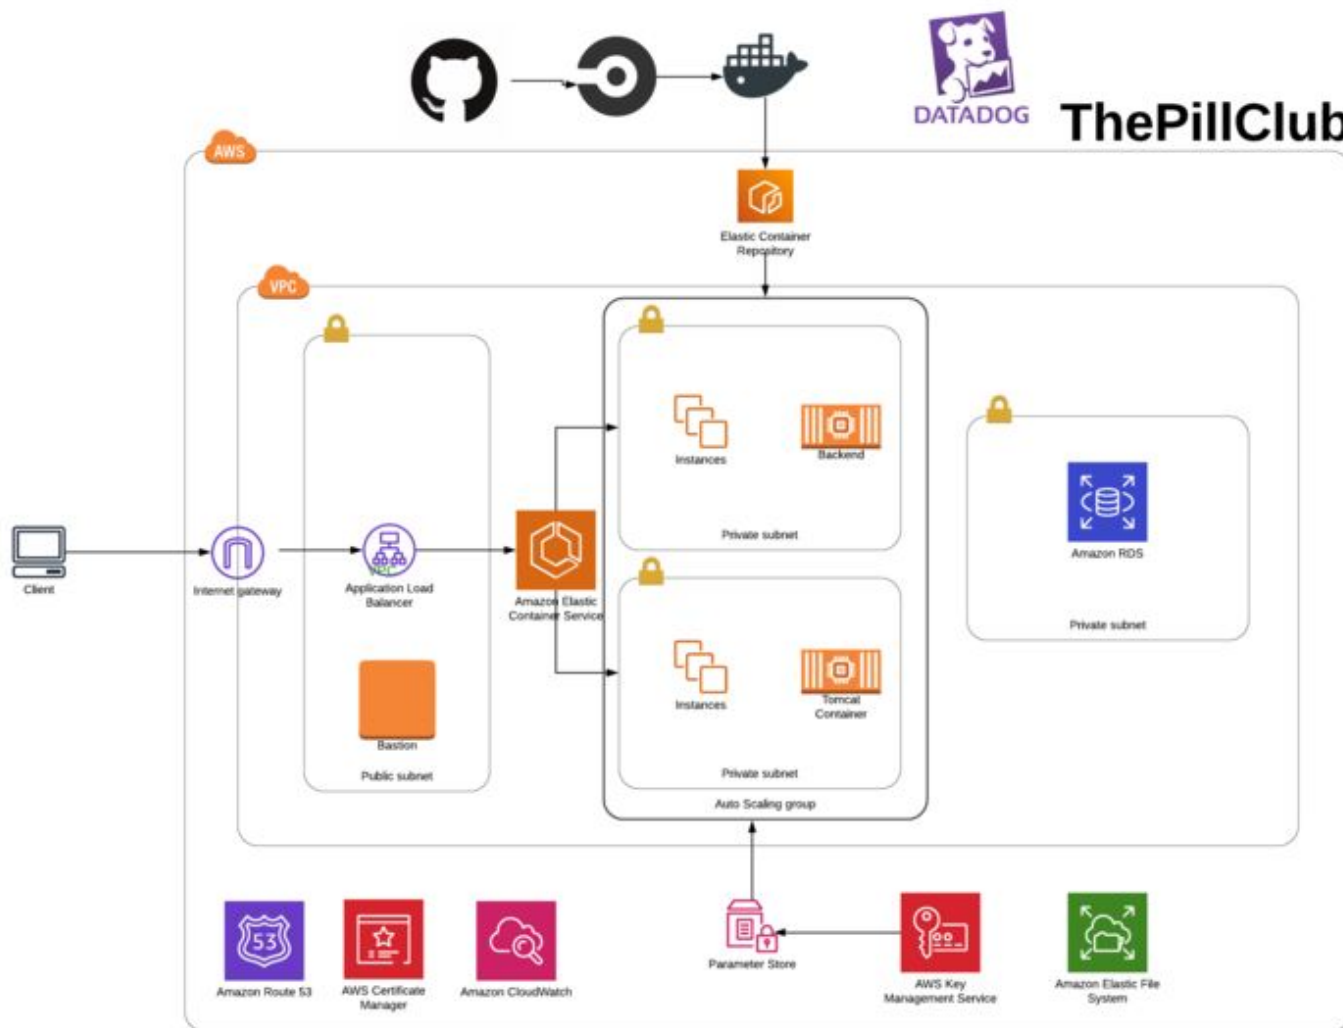 DATADOG
ThePillClub
AWS
Elastic Container
Repository
VPC
Instances
Backend
Private subnet
Amazon RDS
Private subnet
Client
Internet gateway
VPC
Application Load
Balancer
Amazon Elastic
Container Service
Instances
Tomcat
Container
Bastion
Public subnet
Private subnet
Auto Scaling group
53
Amazon Route 53
AWS Certificate
Manager
Amazon CloudWatch
Parameter Store
AWS Key
Management Service
Amazon Elastic File
System